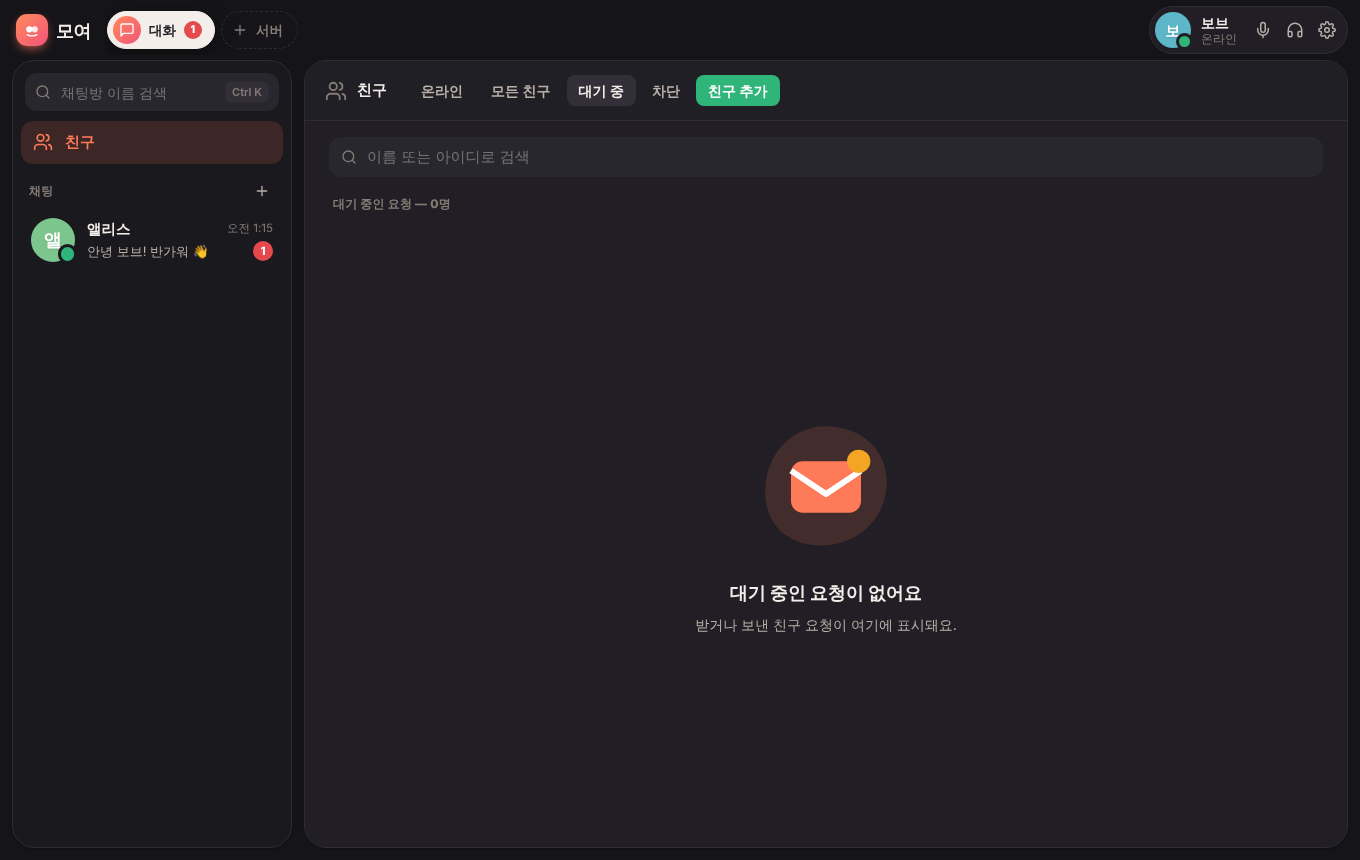 모여
대화 1
서버
보
보브
온라인
채팅방 이름 검색 Ctrl K
친구
채팅
앨
앨리스 오전 1:15
안녕 보브! 반가워 👋 1
친구 온라인 모든 친구 대기 중 차단 친구 추가
이름 또는 아이디로 검색
대기 중인 요청 — 0명
대기 중인 요청이 없어요
받거나 보낸 친구 요청이 여기에 표시돼요.